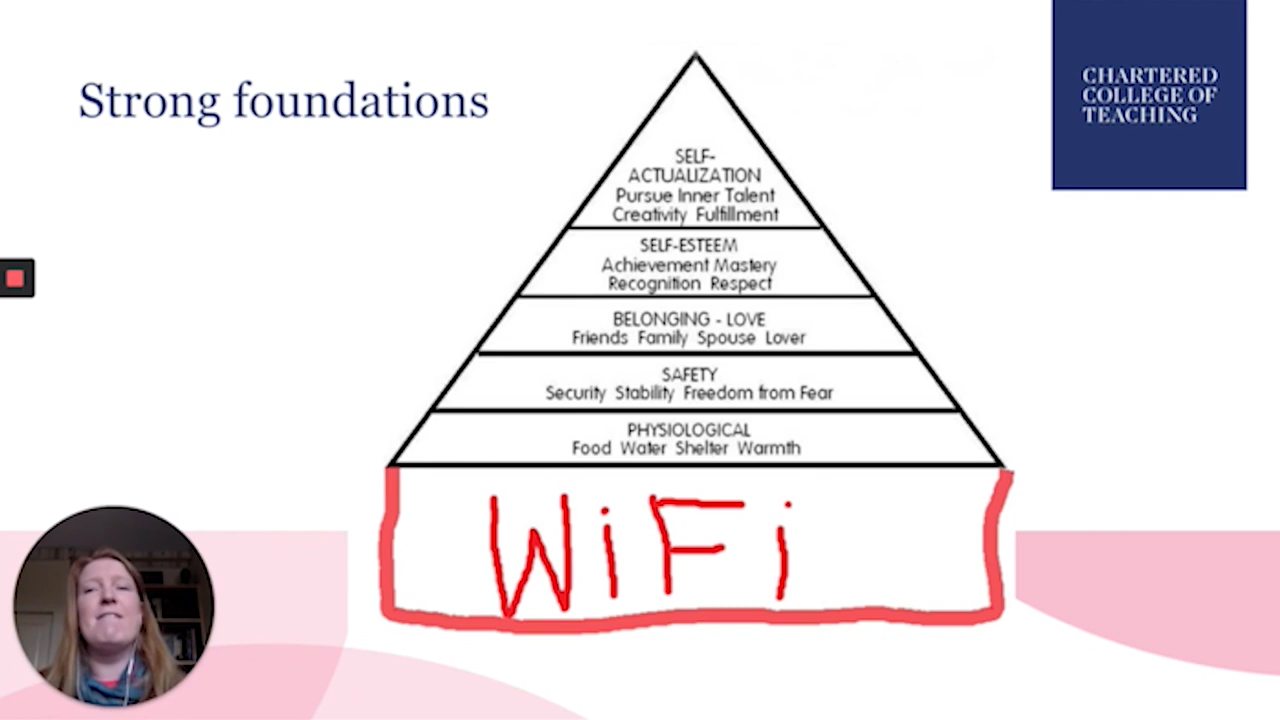 Strong foundations
CHARTERED
COLLEGE OF
TEACHING
SELF-
ACTUALIZATION
Pursue Inner Talent
Creativity Fulfillment
SELF-ESTEEM
Achievement Mastery
Recognition Respect
BELONGING - LOVE
Friends Family Spouse Lover
SAFETY
Security Stability Freedom from Fear
PHYSIOLOGICAL
Food Water Shelter Warmth
WiFi